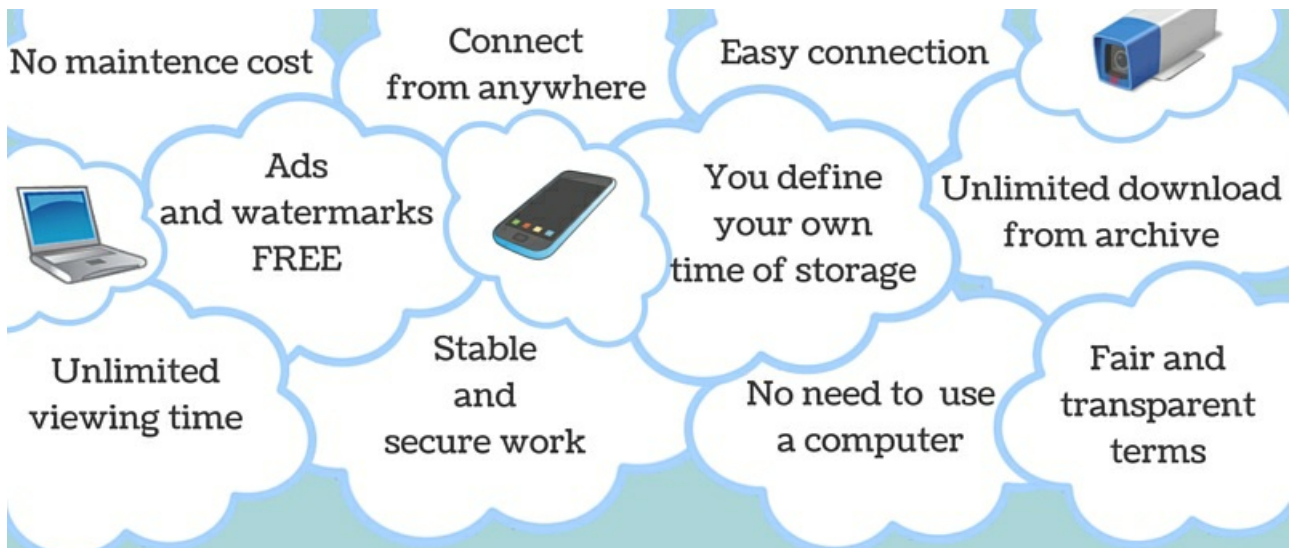 No maintence cost
Connect
from anywhere
Easy connection
Ads
and watermarks
FREE
You define
your own
time of storage
Unlimited download
from archive
Unlimited
viewing time
Stable
and
secure work
No need to use
a computer
Fair and
transparent
terms